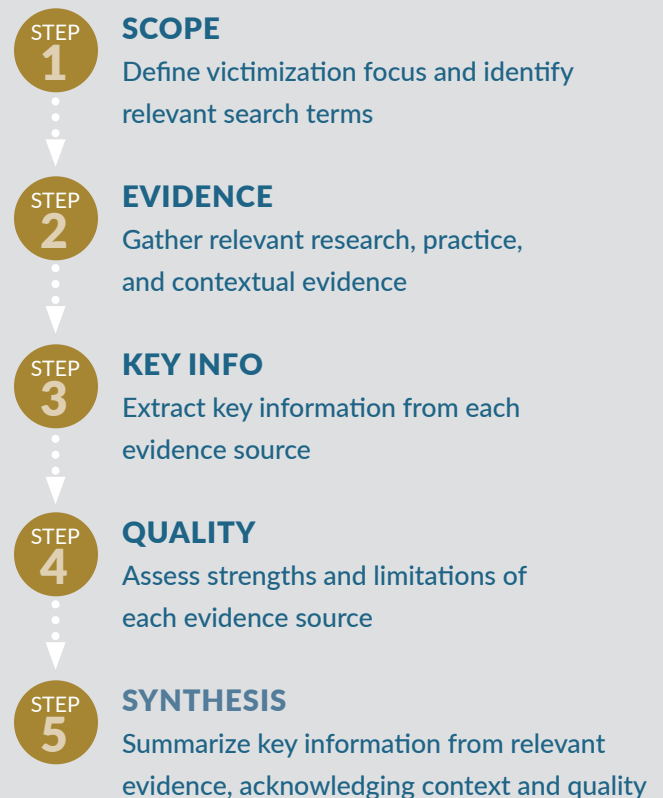 STEP
1
SCOPE
Define victimization focus and identify
relevant search terms
STEP
2
EVIDENCE
Gather relevant research, practice,
and contextual evidence
STEP
3
KEY INFO
Extract key information from each
evidence source
STEP
4
QUALITY
Assess strengths and limitations of
each evidence source
STEP
5
SYNTHESIS
Summarize key information from relevant
evidence, acknowledging context and quality